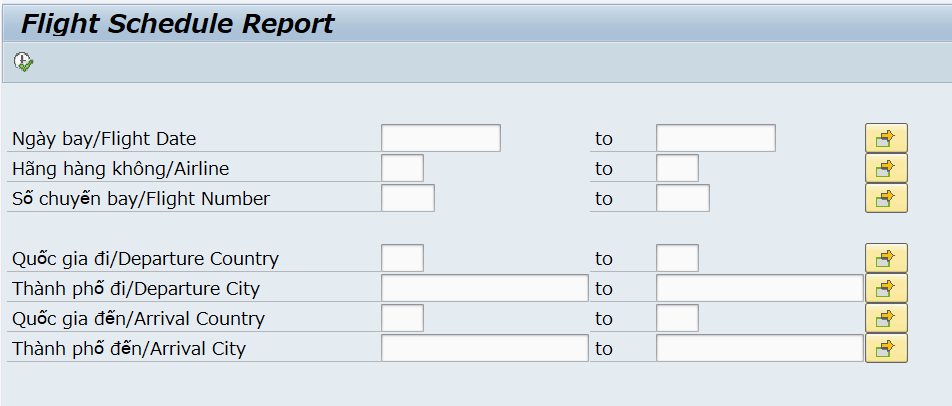 Flight Schedule Report
Ngày bay/Flight Date to
Hãng hàng không/Airline to
Số chuyến bay/Flight Number to
Quốc gia đi/Departure Country to
Thành phố đi/Departure City to
Quốc gia đến/Arrival Country to
Thành phố đến/Arrival City to